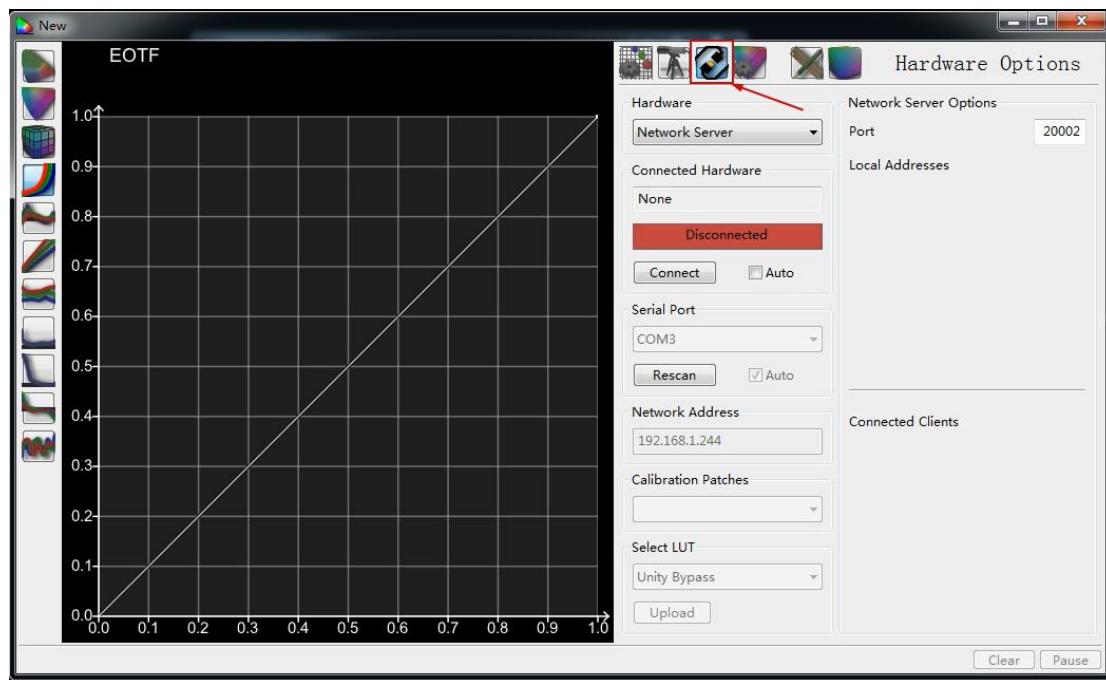 New
EOTF
1.0
0.9
0.8
0.7
0.6
0.5
0.4
0.3
0.2
0.1
0.0
0.0 0.1 0.2 0.3 0.4 0.5 0.6 0.7 0.8 0.9 1.0
Hardware Options
Hardware
Network Server
Connected Hardware
None
Disconnected
Connect Auto
Serial Port
COM3
Rescan Auto
Network Address
192.168.1.244
Calibration Patches
Select LUT
Unity Bypass
Upload
Network Server Options
Port 20002
Local Addresses
Connected Clients
Clear Pause